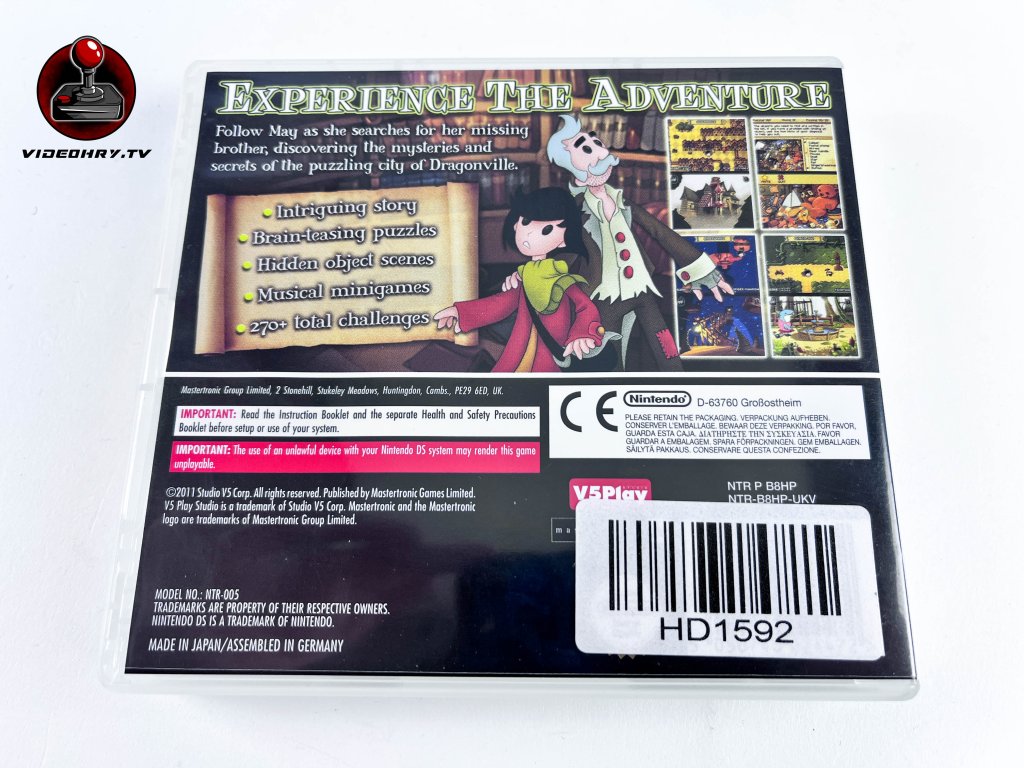 VIDEOHRY.TV
EXPERIENCE THE ADVENTURE
Follow May as she searches for her missing
brother, discovering the mysteries and
secrets of the puzzling city of Dragonville.
Intriguing story
Brain-teasing puzzles
Hidden object scenes
Musical minigames
270+ total challenges
Mastertronic Group Limited, 2 Stonehill, Stukeley Meadows, Huntingdon, Cambs., PE29 6ED, UK.
IMPORTANT: Read the Instruction Booklet and the separate Health and Safety Precautions
Booklet before setup or use of your system.
IMPORTANT: The use of an unlawful device with your Nintendo DS system may render this game
unplayable.
©2011 Studio V5 Corp. All rights reserved. Published by Mastertronic Games Limited.
V5 Play Studio is a trademark of Studio V5 Corp. Mastertronic and the Mastertronic
logo are trademarks of Mastertronic Group Limited.
MODEL NO.: NTR-005
TRADEMARKS ARE PROPERTY OF THEIR RESPECTIVE OWNERS.
NINTENDO DS IS A TRADEMARK OF NINTENDO.
MADE IN JAPAN/ASSEMBLED IN GERMANY
CE
Nintendo D-63760 Großostheim
PLEASE RETAIN THE PACKAGING. VERPACKUNG AUFHEBEN.
CONSERVER L'EMBALLAGE. BEWAAR DEZE VERPAKKING. POR FAVOR,
GUARDA ESTA CAJA. ΔΙΑΤΗΡΗΣΤΕ ΤΗΝ ΣΥΣΚΕΥΑΣΙΑ. FAVOR
GUARDAR A EMBALAGEM. SPARA FÖRPACKNINGEN. GEM EMBALLAGEN.
SÄILYTÄ PAKKAUS. CONSERVARE QUESTA CONFEZIONE.
V5Play
NTR P B8HP
NTR-B8HP-UKV
HD1592